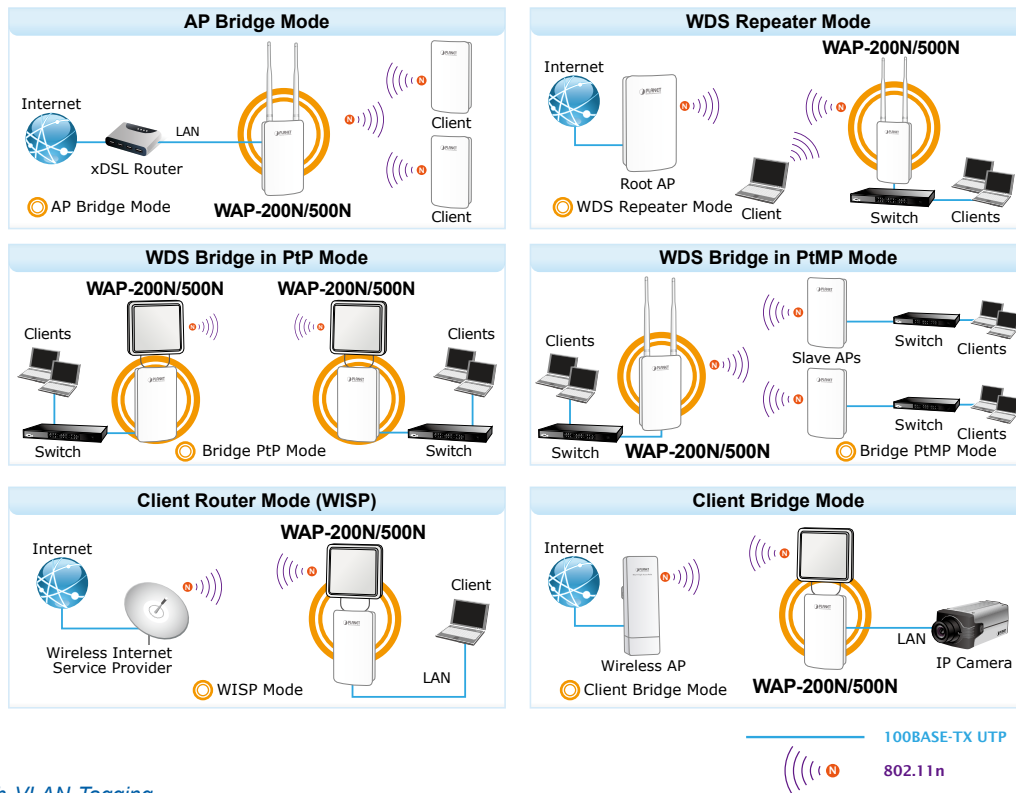 AP Bridge Mode
Internet
LAN
xDSL Router
WAP-200N/500N
N
N
N
Client
Client
AP Bridge Mode
WDS Repeater Mode
WAP-200N/500N
Internet
N
N
Root AP
Client
Switch
Clients
WDS Repeater Mode
WDS Bridge in PtP Mode
WAP-200N/500N
WAP-200N/500N
N
N
Clients
Clients
Switch
Switch
Bridge PtP Mode
WDS Bridge in PtMP Mode
Clients
N
N
N
Slave APs
Switch
Clients
Switch
Clients
Switch
WAP-200N/500N
Bridge PtMP Mode
Client Router Mode (WISP)
WAP-200N/500N
Internet
N
N
Client
Wireless Internet
Service Provider
LAN
WISP Mode
Client Bridge Mode
WAP-200N/500N
Internet
N
N
LAN
IP Camera
Wireless AP
Client Bridge Mode
100BASE-TX UTP
N
802.11n